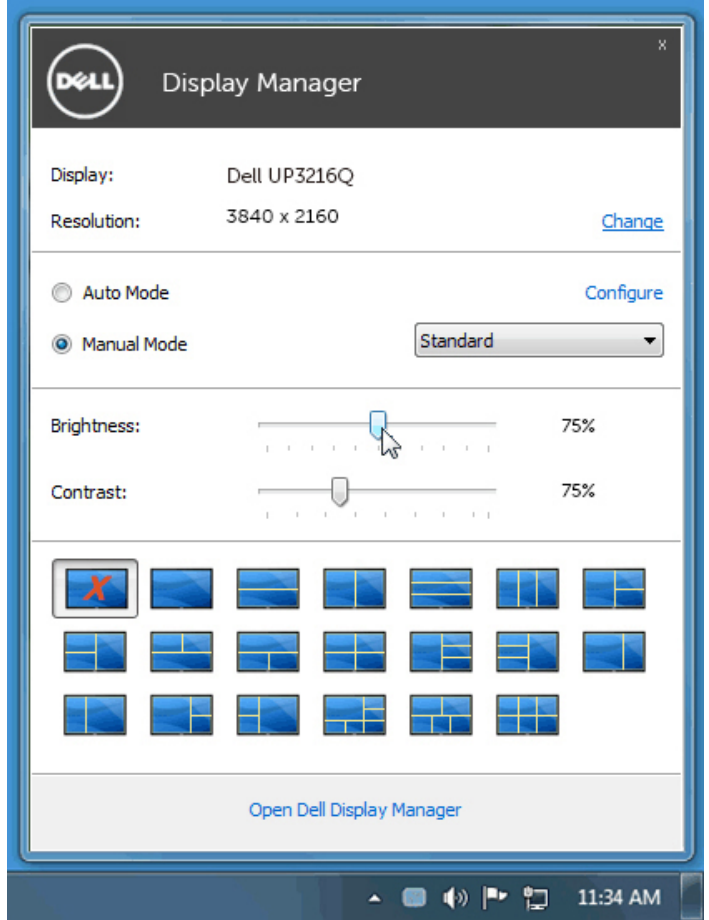 x
DELL
Display Manager
Display: Dell UP3216Q
Resolution: 3840 x 2160 Change
Auto Mode Configure
Manual Mode Standard
Brightness: 75%
Contrast: 75%
X
Open Dell Display Manager
11:34 AM